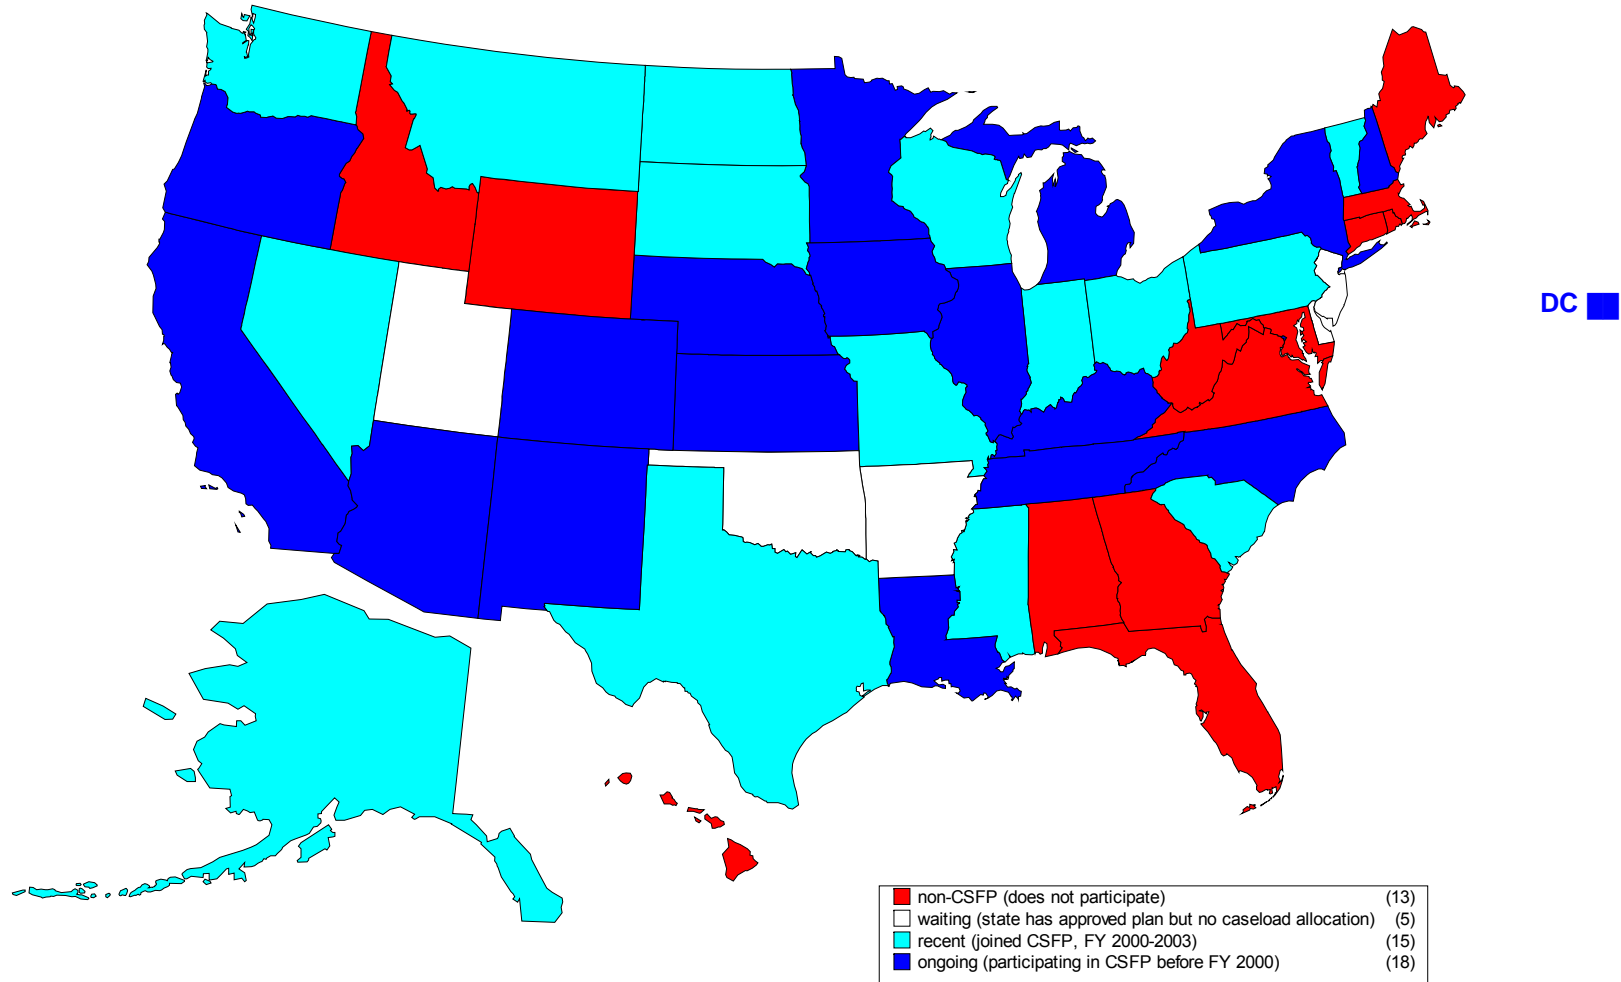 DC
non-CSFP (does not participate) (13)
waiting (state has approved plan but no caseload allocation) (5)
recent (joined CSFP, FY 2000-2003) (15)
ongoing (participating in CSFP before FY 2000) (18)